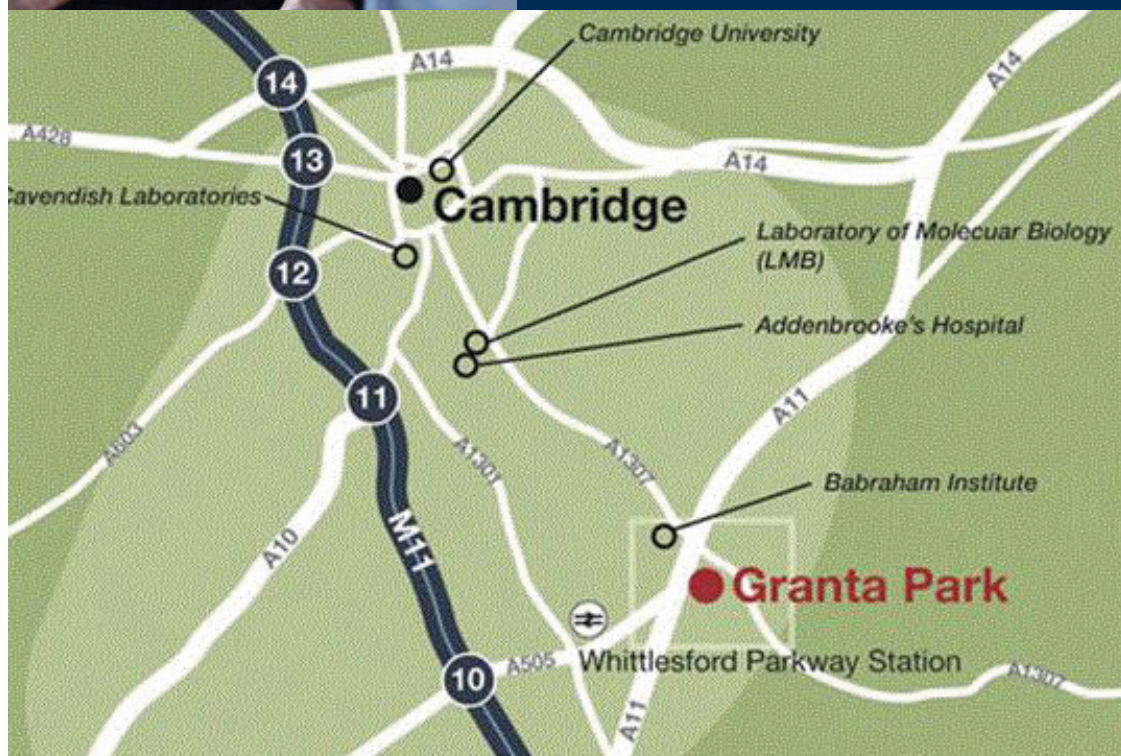 Cambridge University
A14
14
A14
A428
13
A14
Cavendish Laboratories
Cambridge
Laboratory of Molecuar Biology
(LMB)
12
Addenbrooke's Hospital
11
A11
A603
A1301
A1307
Babraham Institute
M11
A10
Granta Park
Whittlesford Parkway Station
A505
10
A1307
A11